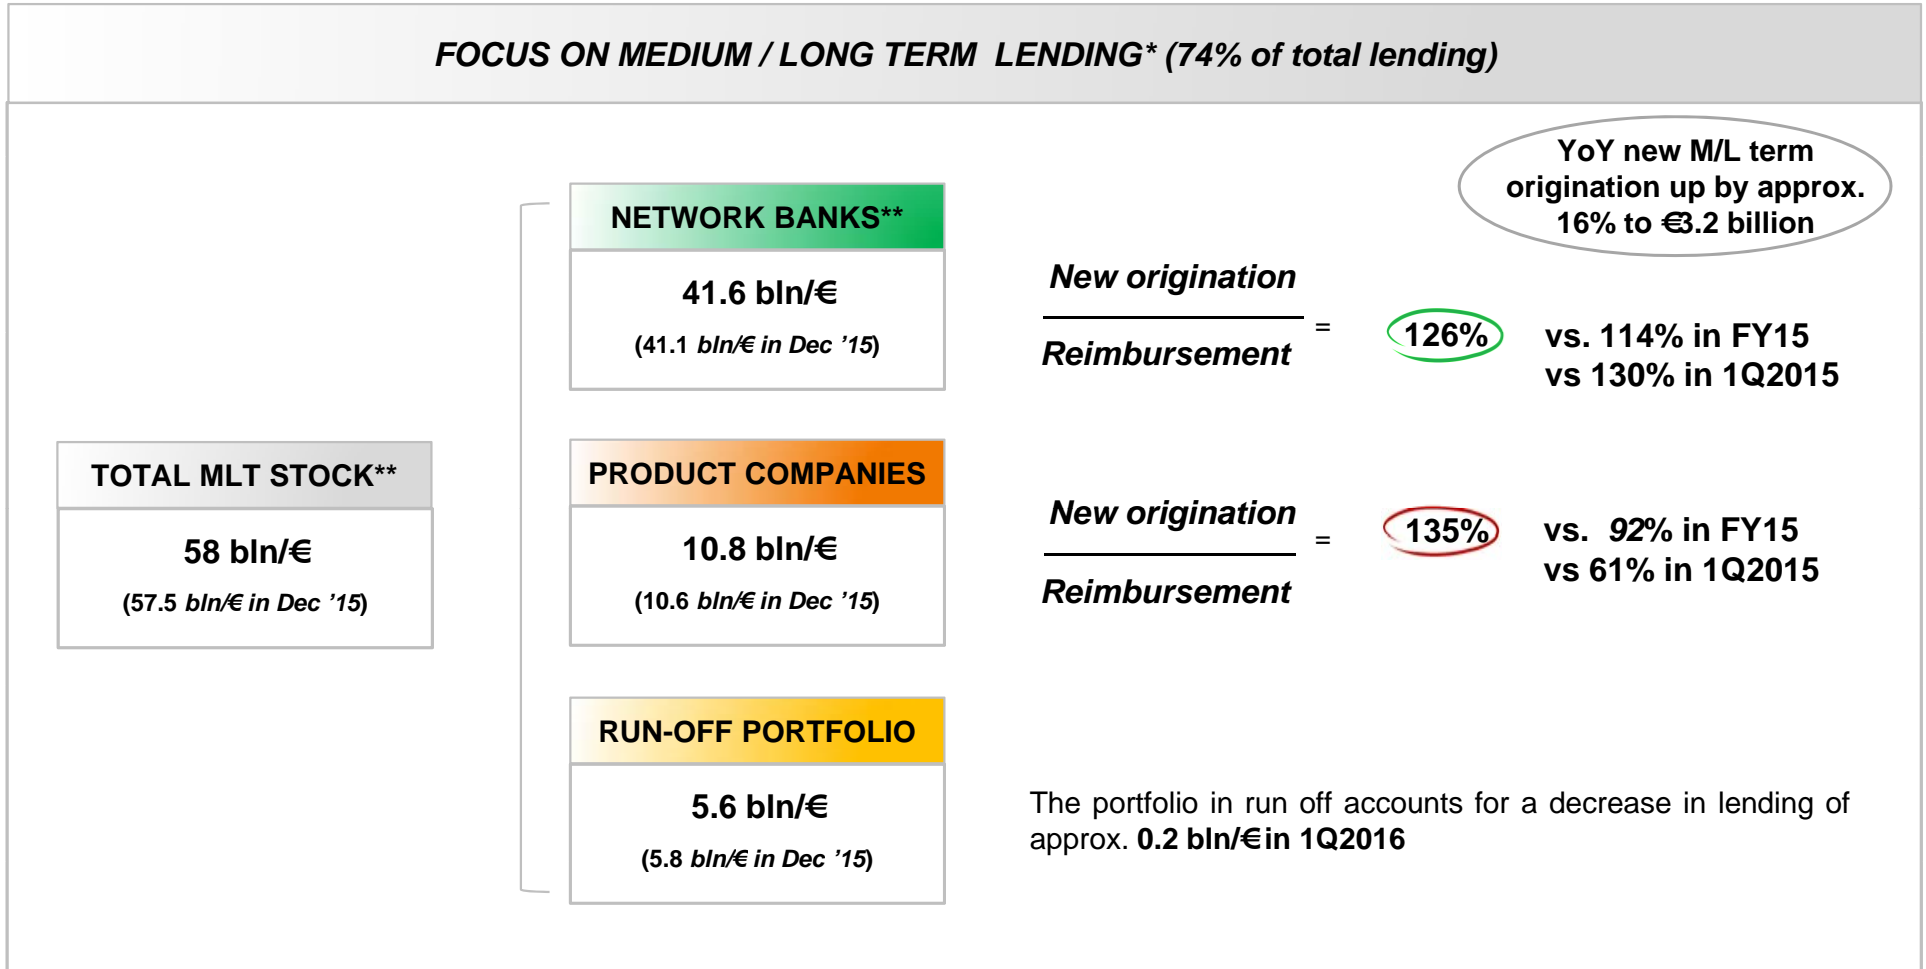 FOCUS ON MEDIUM / LONG TERM LENDING* (74% of total lending)
YoY new M/L term
origination up by approx.
16% to €3.2 billion
TOTAL MLT STOCK**
58 bln/€
(57.5 bln/€ in Dec ’15)
NETWORK BANKS**
41.6 bln/€
(41.1 bln/€ in Dec ’15)
New origination
Reimbursement
=
126%
vs. 114% in FY15
vs 130% in 1Q2015
PRODUCT COMPANIES
10.8 bln/€
(10.6 bln/€ in Dec ’15)
New origination
Reimbursement
=
135%
vs. 92% in FY15
vs 61% in 1Q2015
RUN-OFF PORTFOLIO
5.6 bln/€
(5.8 bln/€ in Dec ’15)
The portfolio in run off accounts for a decrease in lending of
approx. 0.2 bln/€ in 1Q2016